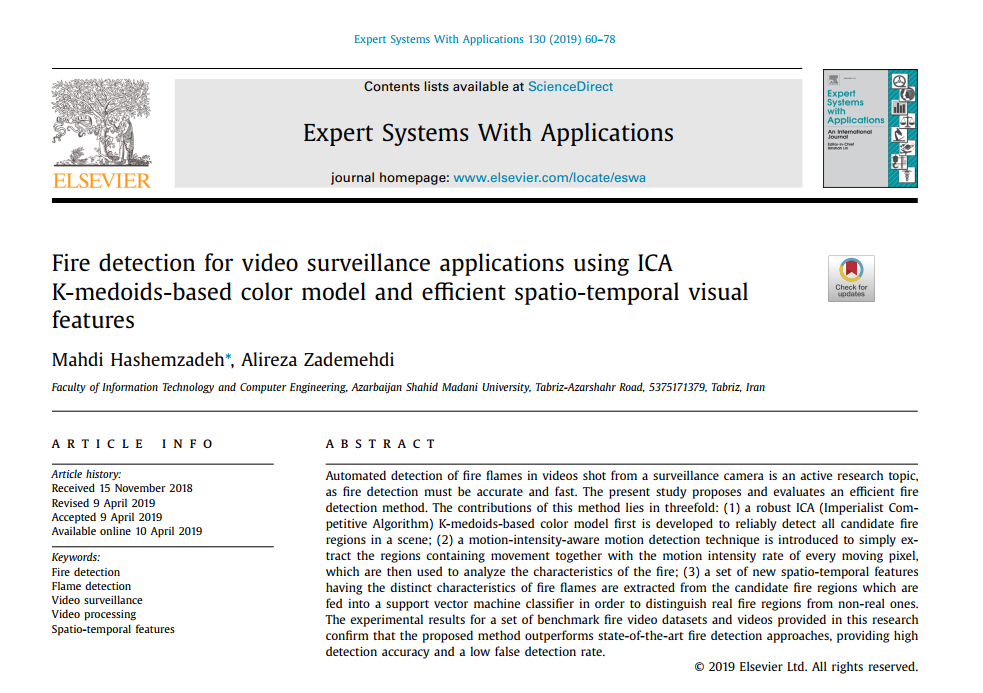 Expert Systems With Applications 130 (2019) 60–78
Contents lists available at ScienceDirect
Expert Systems With Applications
journal homepage: www.elsevier.com/locate/eswa
ELSEVIER
Expert
Systems
with
Applications
An International
Journal
Fire detection for video surveillance applications using ICA
K-medoids-based color model and efficient spatio-temporal visual
features
Check for
updates
Mahdi Hashemzadeh*, Alireza Zademehdi
Faculty of Information Technology and Computer Engineering, Azarbaijan Shahid Madani University, Tabriz-Azarshahr Road, 5375171379, Tabriz, Iran
ARTICLE INFO
Article history:
Received 15 November 2018
Revised 9 April 2019
Accepted 9 April 2019
Available online 10 April 2019
Keywords:
Fire detection
Flame detection
Video surveillance
Video processing
Spatio-temporal features
ABSTRACT
Automated detection of fire flames in videos shot from a surveillance camera is an active research topic,
as fire detection must be accurate and fast. The present study proposes and evaluates an efficient fire
detection method. The contributions of this method lies in threefold: (1) a robust ICA (Imperialist Com-
petitive Algorithm) K-medoids-based color model first is developed to reliably detect all candidate fire
regions in a scene; (2) a motion-intensity-aware motion detection technique is introduced to simply ex-
tract the regions containing movement together with the motion intensity rate of every moving pixel,
which are then used to analyze the characteristics of the fire; (3) a set of new spatio-temporal features
having the distinct characteristics of fire flames are extracted from the candidate fire regions which are
fed into a support vector machine classifier in order to distinguish real fire regions from non-real ones.
The experimental results for a set of benchmark fire video datasets and videos provided in this research
confirm that the proposed method outperforms state-of-the-art fire detection approaches, providing high
detection accuracy and a low false detection rate.
© 2019 Elsevier Ltd. All rights reserved.